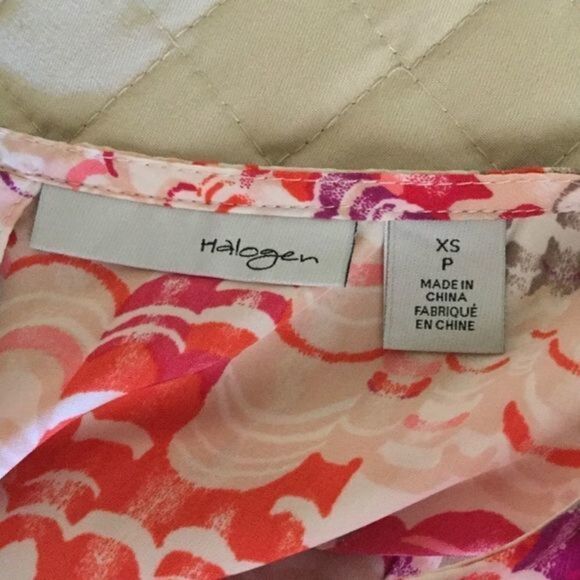 Halogen
XS
P
MADE IN
CHINA
FABRIQUÉ
EN CHINE